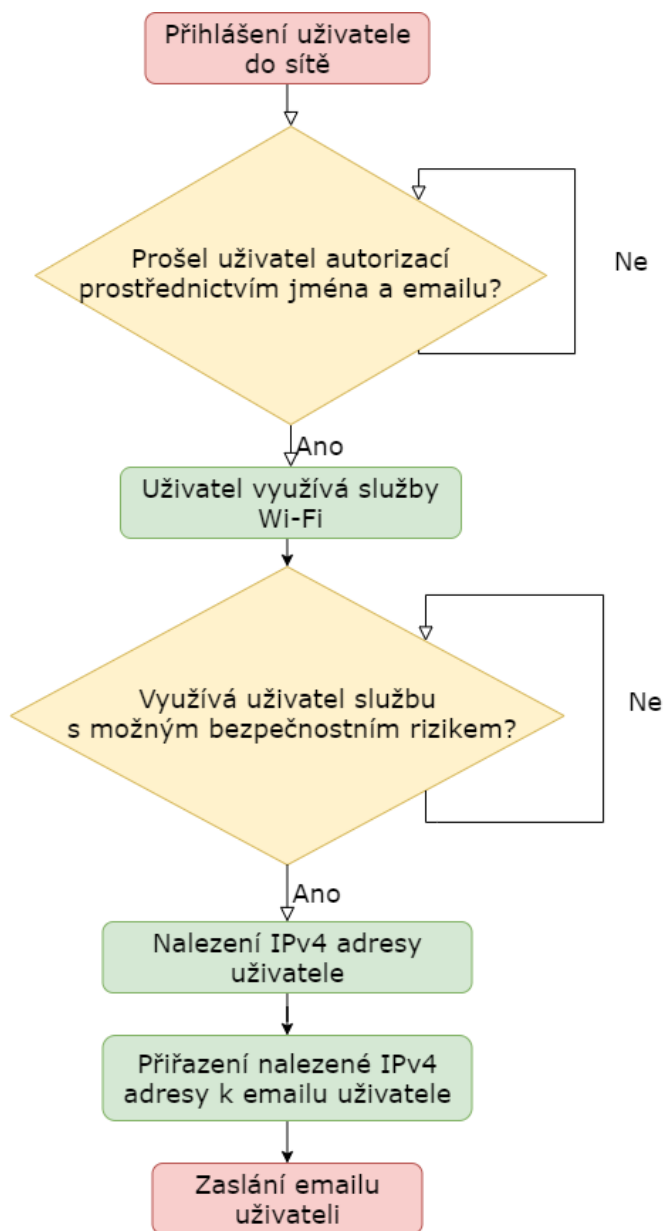 Přihlášení uživatele
do sítě
Prošel uživatel autorizací
prostřednictvím jména a emailu?
Ne
Ano
Uživatel využívá služby
Wi-Fi
Využívá uživatel službu
s možným bezpečnostním rizikem?
Ne
Ano
Nalezení IPv4 adresy
uživatele
Přiřazení nalezené IPv4
adresy k emailu uživatele
Zaslání emailu
uživateli